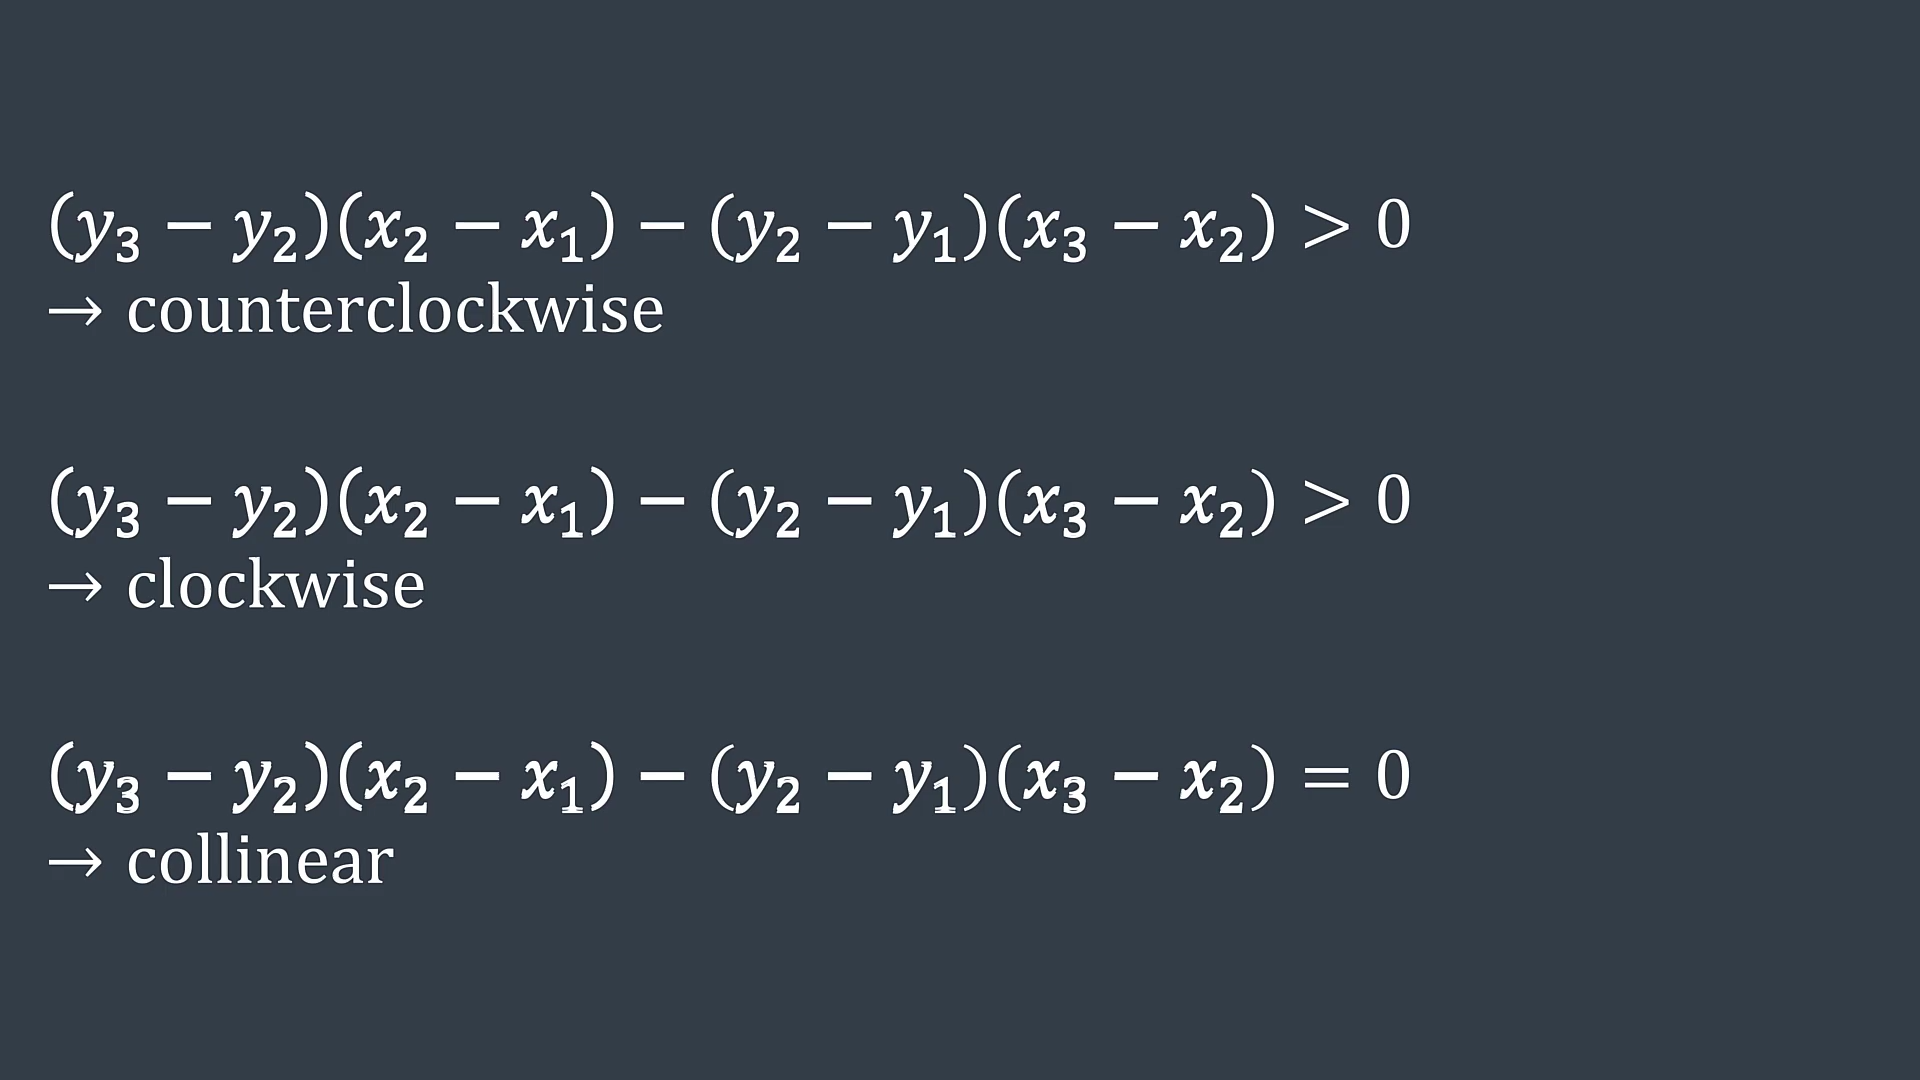 (y₃ − y₂)(x₂ − x₁) − (y₂ − y₁)(x₃ − x₂) > 0
→ counterclockwise
(y₃ − y₂)(x₂ − x₁) − (y₂ − y₁)(x₃ − x₂) > 0
→ clockwise
(y₃ − y₂)(x₂ − x₁) − (y₂ − y₁)(x₃ − x₂) = 0
→ collinear